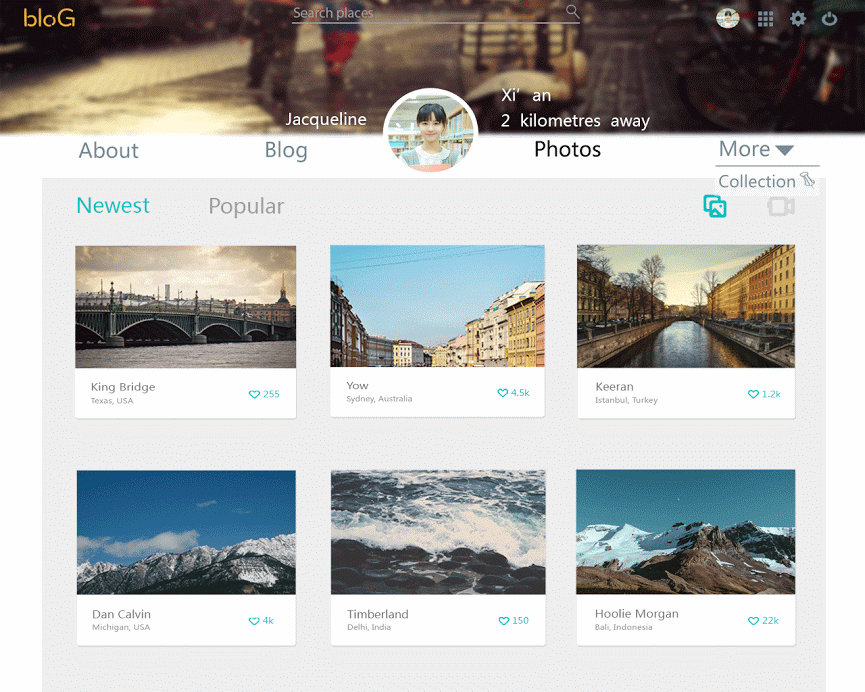 bloG
Search places
Jacqueline
Xi' an
2 kilometres away
About
Blog
Photos
More
Collection
Newest
Popular
King Bridge
Texas, USA
255
Yow
Sydney, Australia
4.5k
Keeran
Istanbul, Turkey
1.2k
Dan Calvin
Michigan, USA
4k
Timberland
Delhi, India
150
Hoolie Morgan
Bali, Indonesia
22k